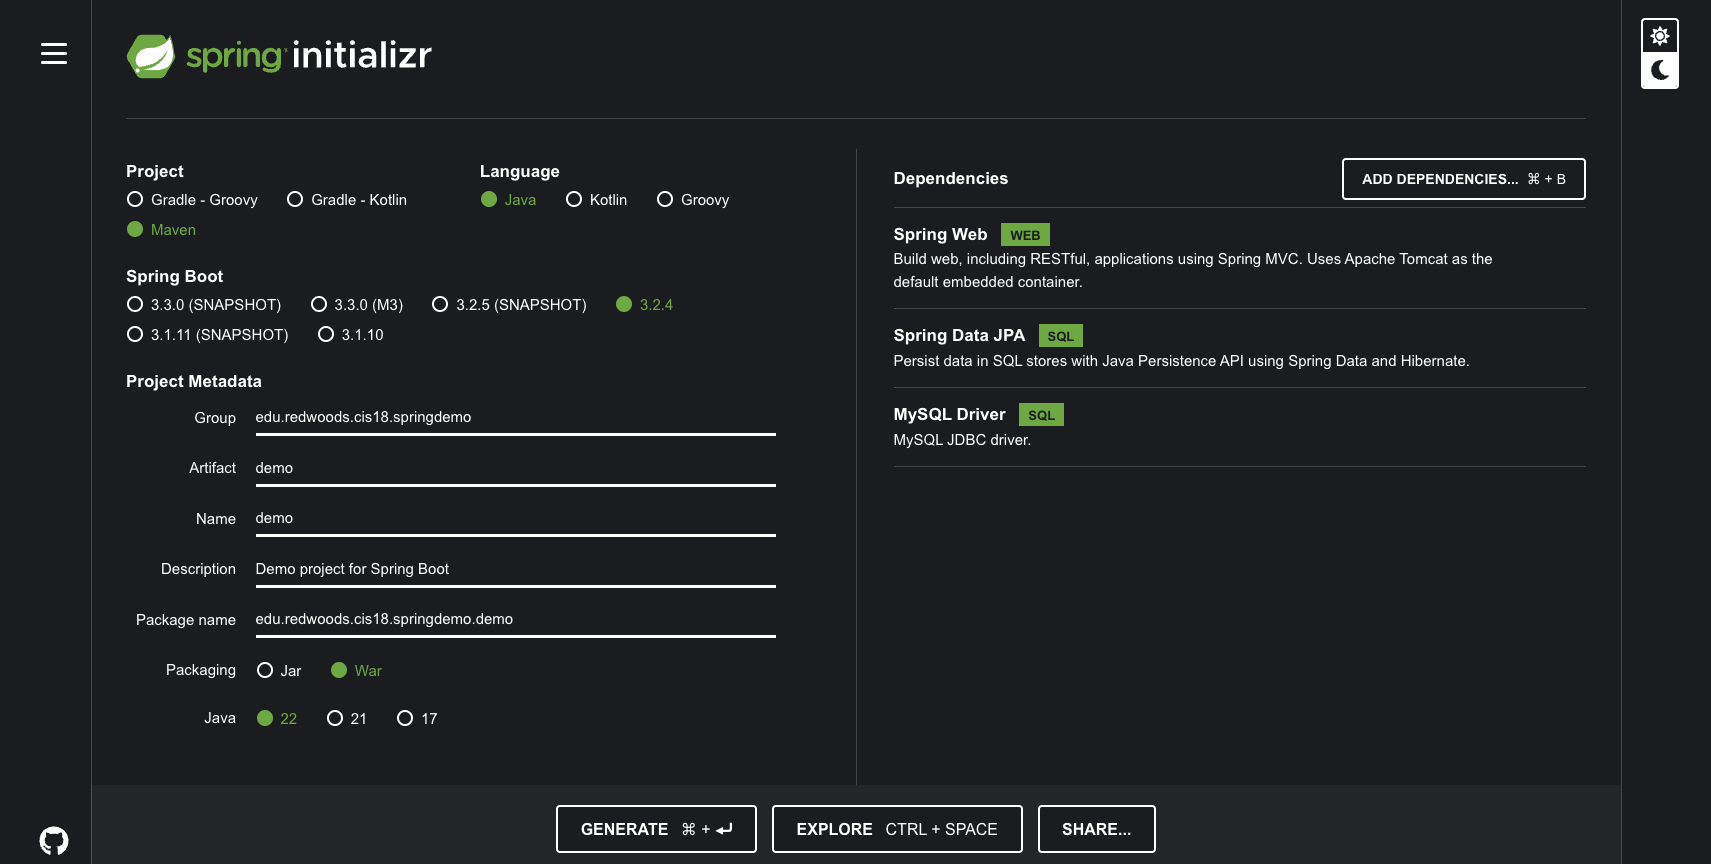 spring initializr
Project
Gradle - Groovy Gradle - Kotlin
Maven
Language
Java Kotlin Groovy
Spring Boot
3.3.0 (SNAPSHOT) 3.3.0 (M3) 3.2.5 (SNAPSHOT) 3.2.4
3.1.11 (SNAPSHOT) 3.1.10
Project Metadata
Group edu.redwoods.cis18.springdemo
Artifact demo
Name demo
Description Demo project for Spring Boot
Package name edu.redwoods.cis18.springdemo.demo
Packaging Jar War
Java 22 21 17
Dependencies ADD DEPENDENCIES... ⌘ + B
Spring Web WEB
Build web, including RESTful, applications using Spring MVC. Uses Apache Tomcat as the
default embedded container.
Spring Data JPA SQL
Persist data in SQL stores with Java Persistence API using Spring Data and Hibernate.
MySQL Driver SQL
MySQL JDBC driver.
GENERATE ⌘ + ⏎ EXPLORE CTRL + SPACE SHARE...